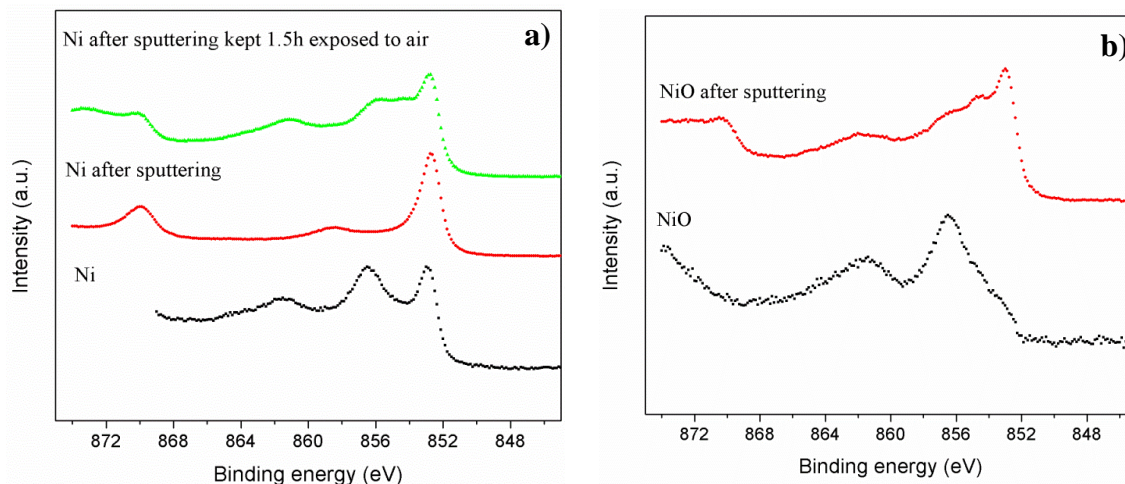 Ni after sputtering kept 1.5h exposed to air
a)
Ni after sputtering
Ni
Intensity (a.u.)
872 868 864 860 856 852 848
Binding energy (eV)
b)
NiO after sputtering
NiO
Intensity (a.u.)
872 868 864 860 856 852 848
Binding energy (eV)